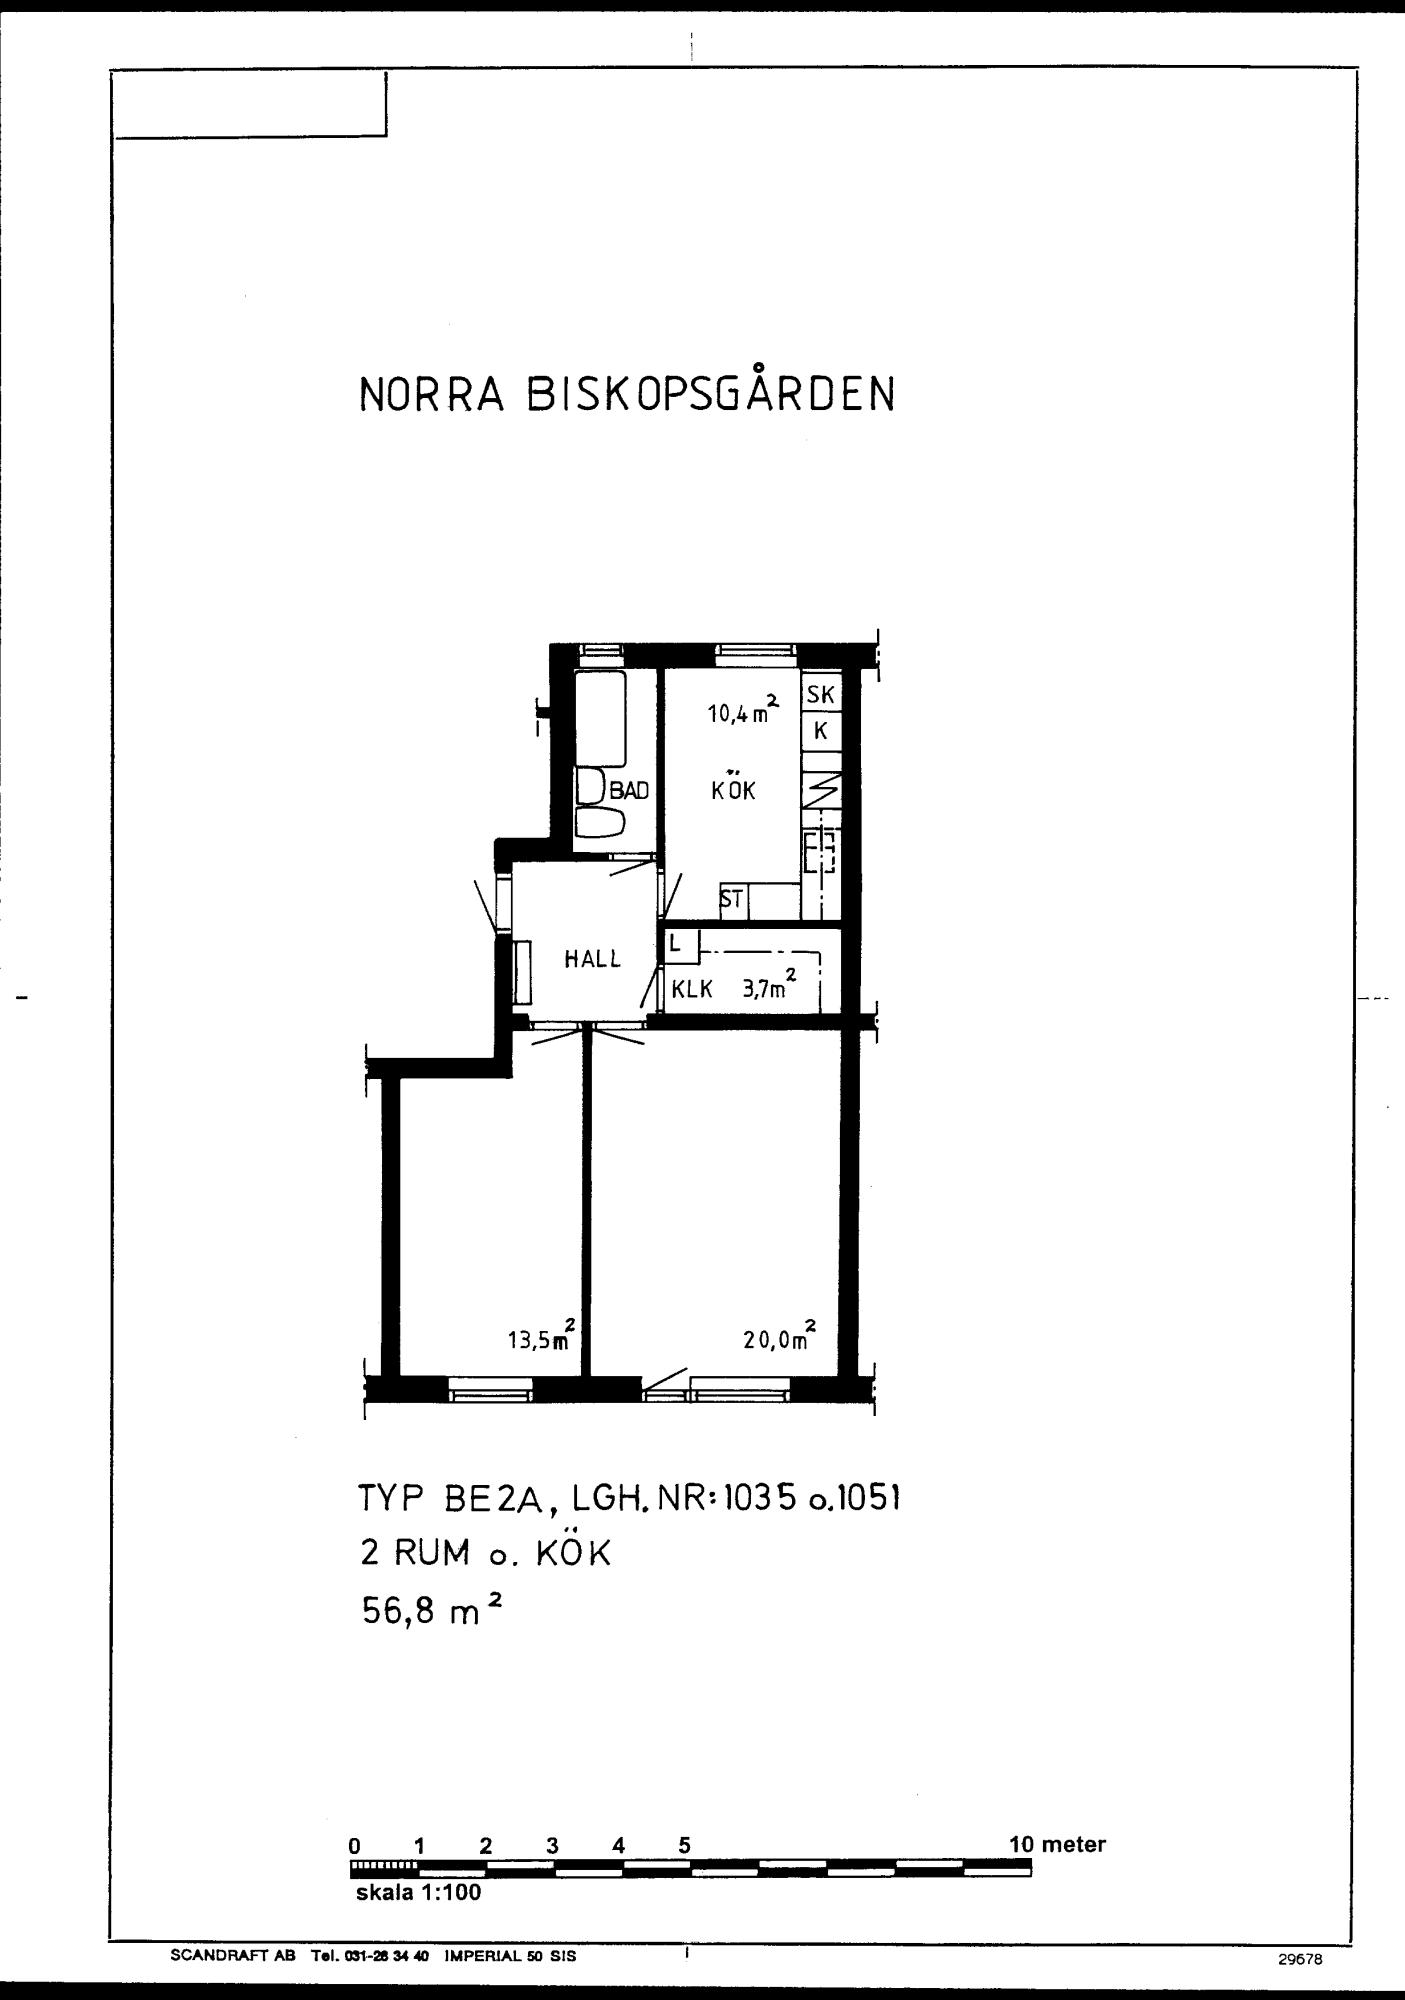 NORRA BISKOPSGÅRDEN
SK
10,4 m²
K
BAD
KÖK
ST
L
HALL
KLK 3,7m²
13,5m²
20,0m²
TYP BE2A, LGH. NR: 1035 o. 1051
2 RUM o. KÖK
56,8 m²
0 1 2 3 4 5 10 meter
skala 1:100
SCANDRAFT AB Tel. 031-28 34 40 IMPERIAL 50 SIS
29678